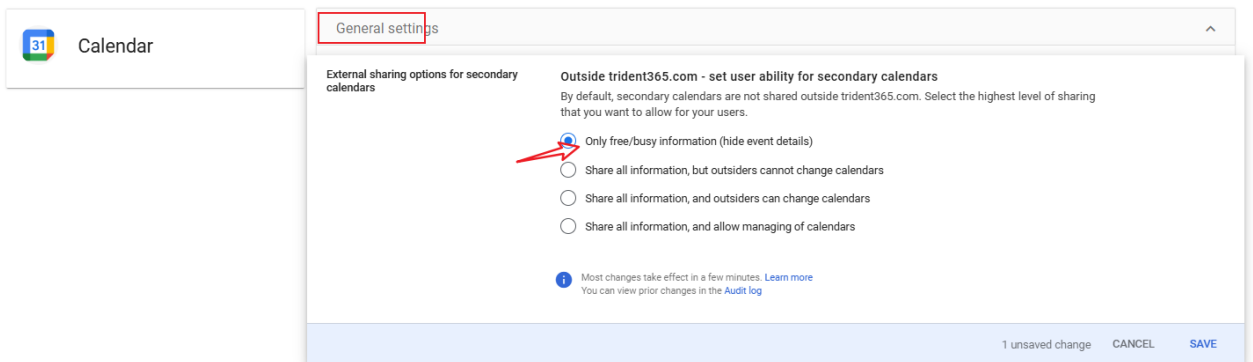 31
Calendar
General settings
External sharing options for secondary
calendars
Outside trident365.com - set user ability for secondary calendars
By default, secondary calendars are not shared outside trident365.com. Select the highest level of sharing
that you want to allow for your users.
Only free/busy information (hide event details)
Share all information, but outsiders cannot change calendars
Share all information, and outsiders can change calendars
Share all information, and allow managing of calendars
Most changes take effect in a few minutes. Learn more
You can view prior changes in the Audit log
1 unsaved change CANCEL SAVE